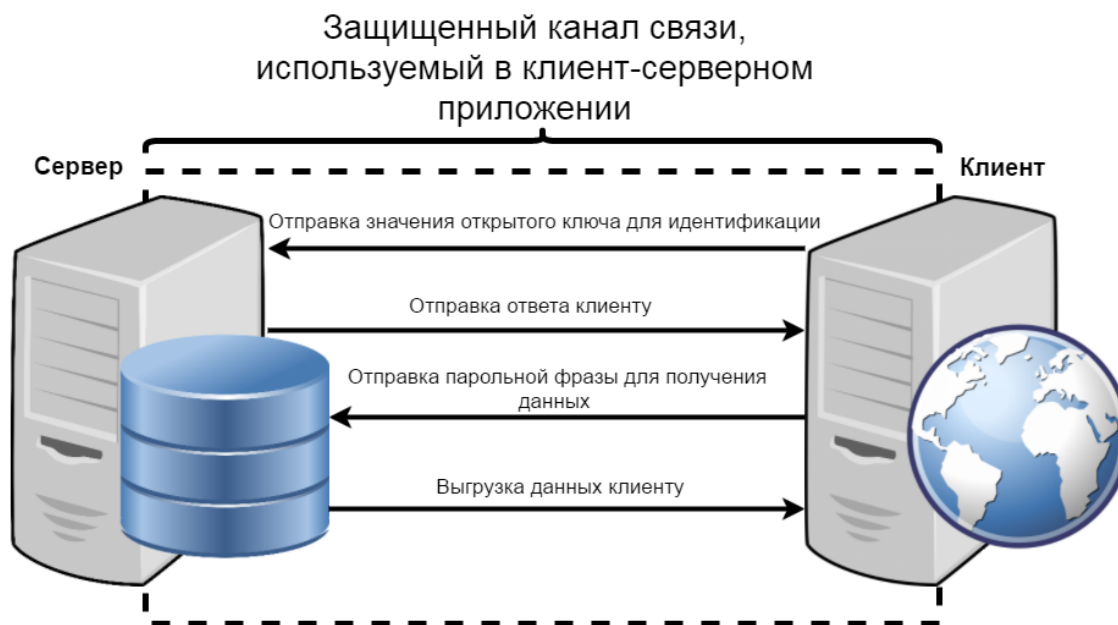 Защищенный канал связи,
используемый в клиент-серверном
приложении
Сервер
Клиент
Отправка значения открытого ключа для идентификации
Отправка ответа клиенту
Отправка парольной фразы для получения
данных
Выгрузка данных клиенту